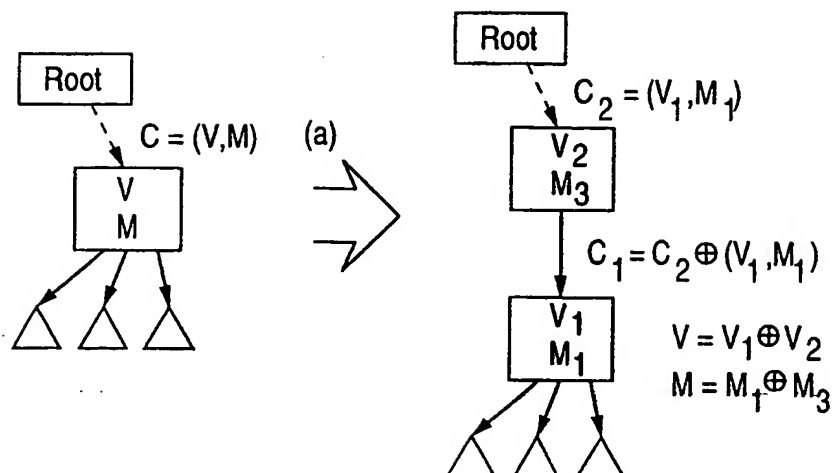 Root
C = (V,M)
V
M
(a)
Root
C₂ = (V₁,M₁)
V₂
M₃
C₁ = C₂ ⊕ (V₁,M₁)
V₁
M₁
V = V₁ ⊕ V₂
M = M₁ ⊕ M₃